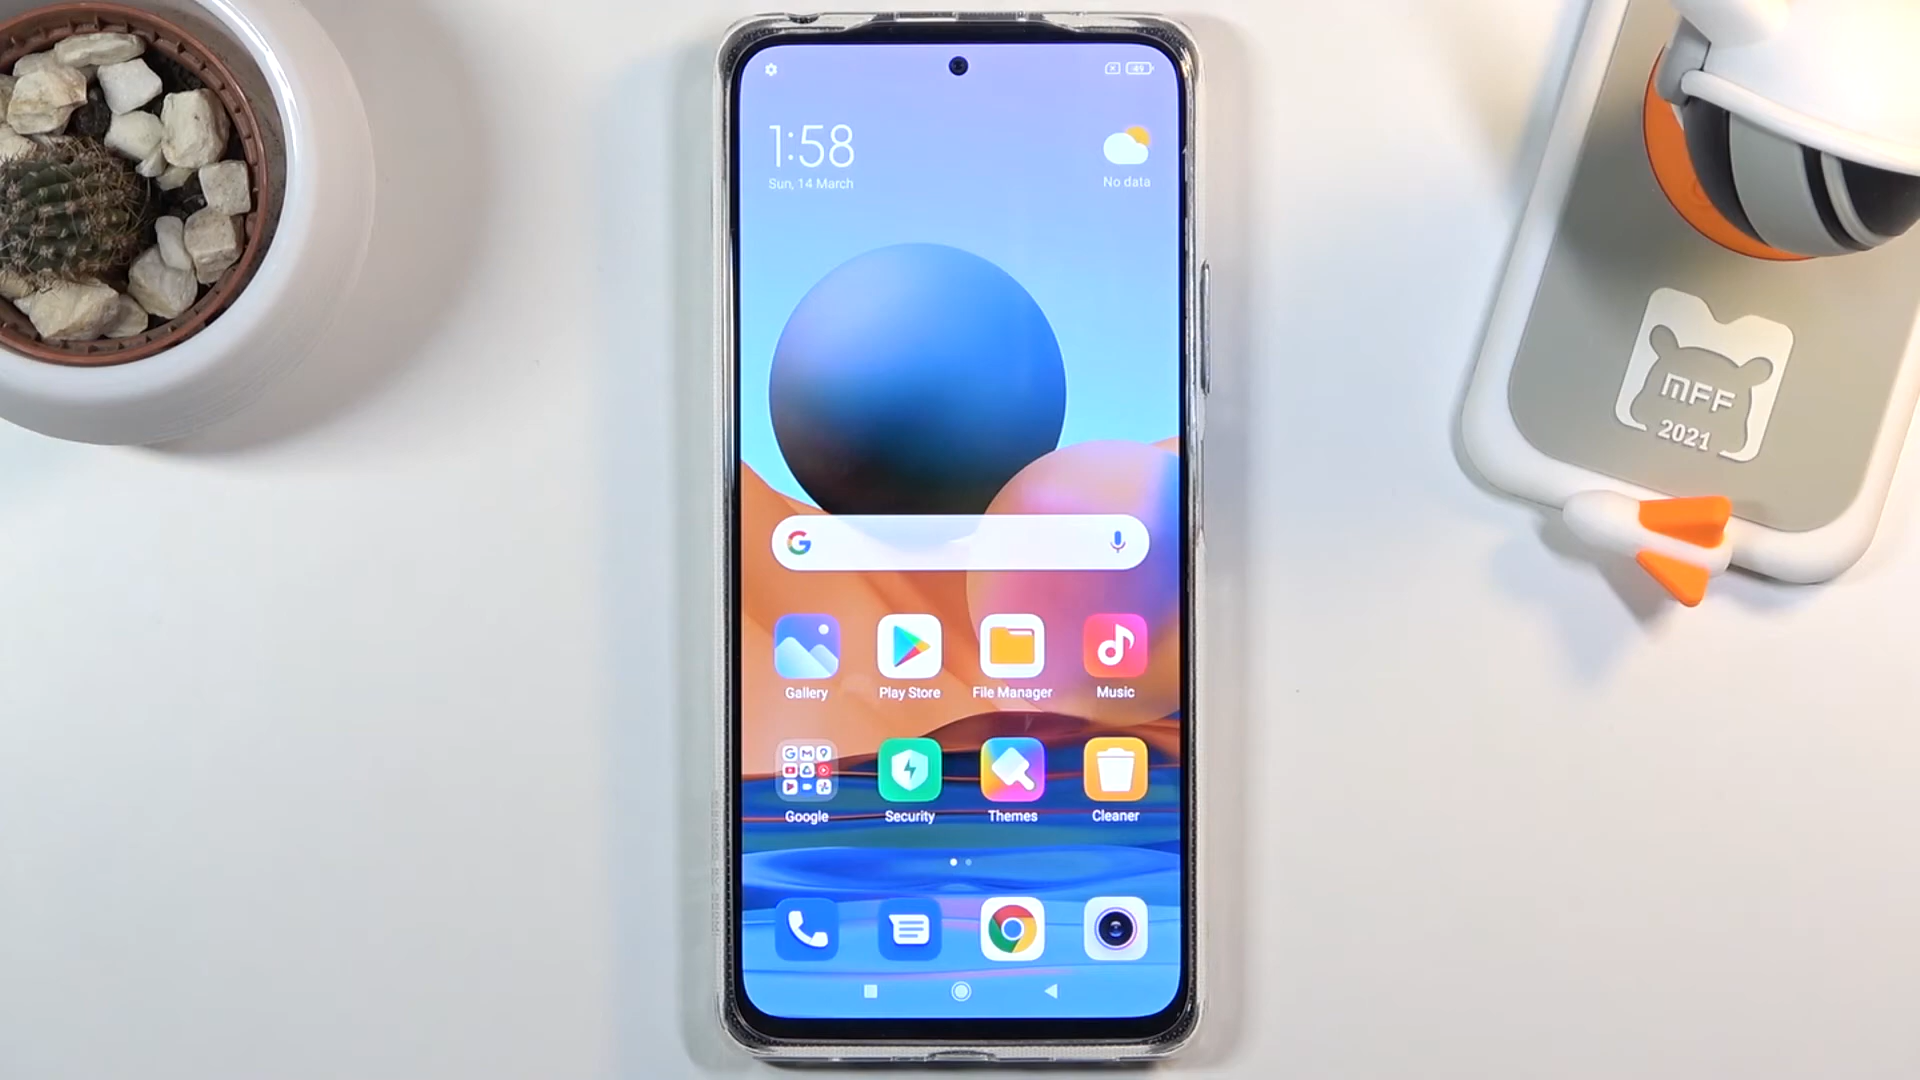 49
1:58
Sun, 14 March
No data
G
Gallery
Play Store
File Manager
Music
Google
Security
Themes
Cleaner
MFF
2021